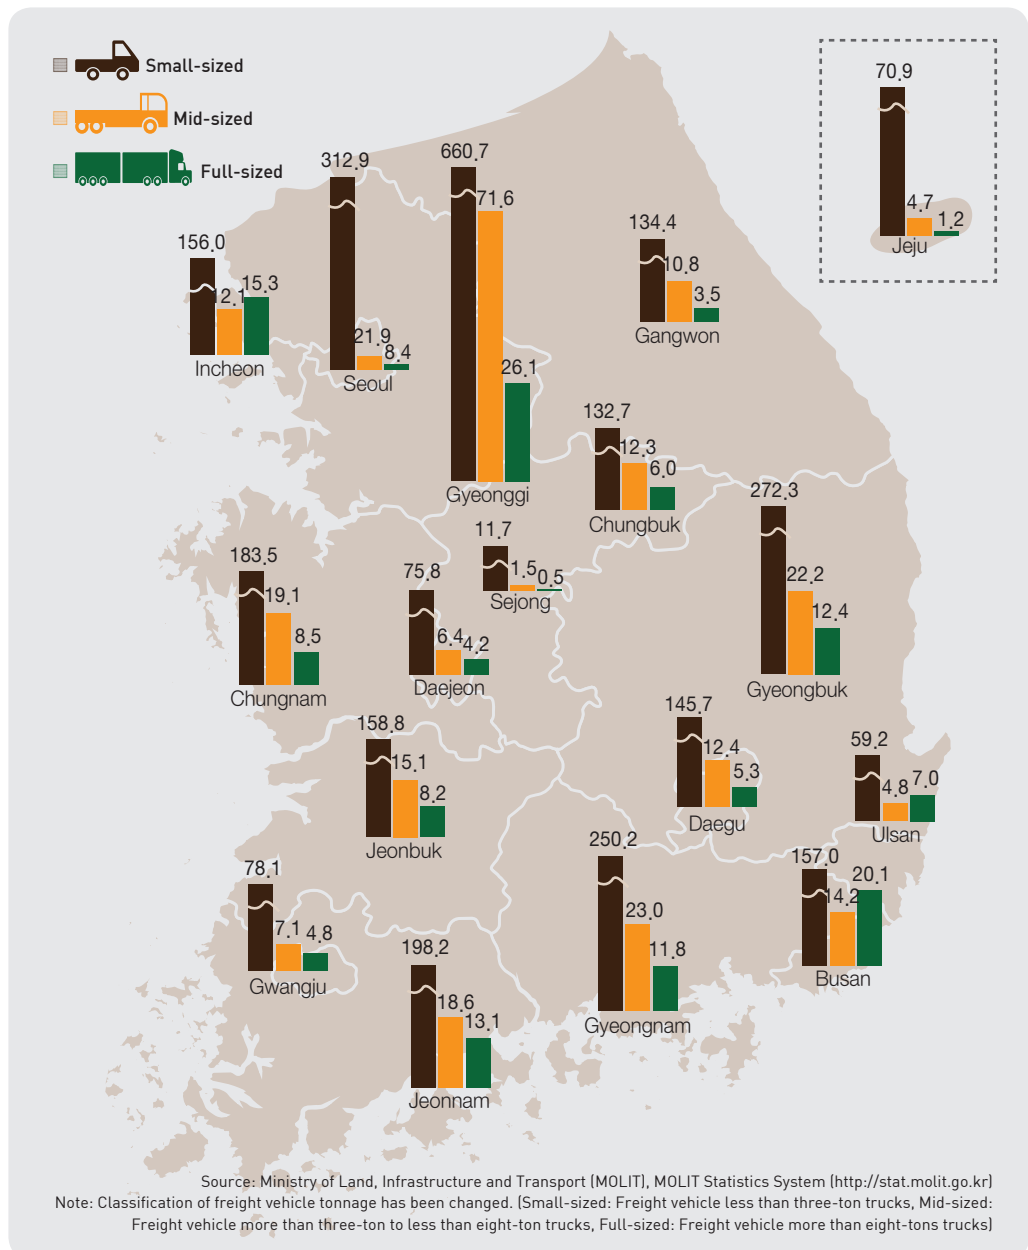 Small-sized
Mid-sized
Full-sized
70.9
4.7
1.2
Jeju
312.9
21.9
8.4
Seoul
660.7
71.6
26.1
Gyeonggi
134.4
10.8
3.5
Gangwon
156.0
12.1
15.3
Incheon
132.7
12.3
6.0
Chungbuk
272.3
22.2
12.4
Gyeongbuk
11.7
1.5
0.5
Sejong
183.5
19.1
8.5
Chungnam
75.8
6.4
4.2
Daejeon
145.7
12.4
5.3
Daegu
59.2
4.8
7.0
Ulsan
158.8
15.1
8.2
Jeonbuk
250.2
23.0
11.8
Gyeongnam
157.0
14.2
20.1
Busan
78.1
7.1
4.8
Gwangju
198.2
18.6
13.1
Jeonnam
Source: Ministry of Land, Infrastructure and Transport (MOLIT), MOLIT Statistics System (http://stat.molit.go.kr)
Note: Classification of freight vehicle tonnage has been changed. (Small-sized: Freight vehicle less than three-ton trucks, Mid-sized:
Freight vehicle more than three-ton to less than eight-ton trucks, Full-sized: Freight vehicle more than eight-tons trucks)